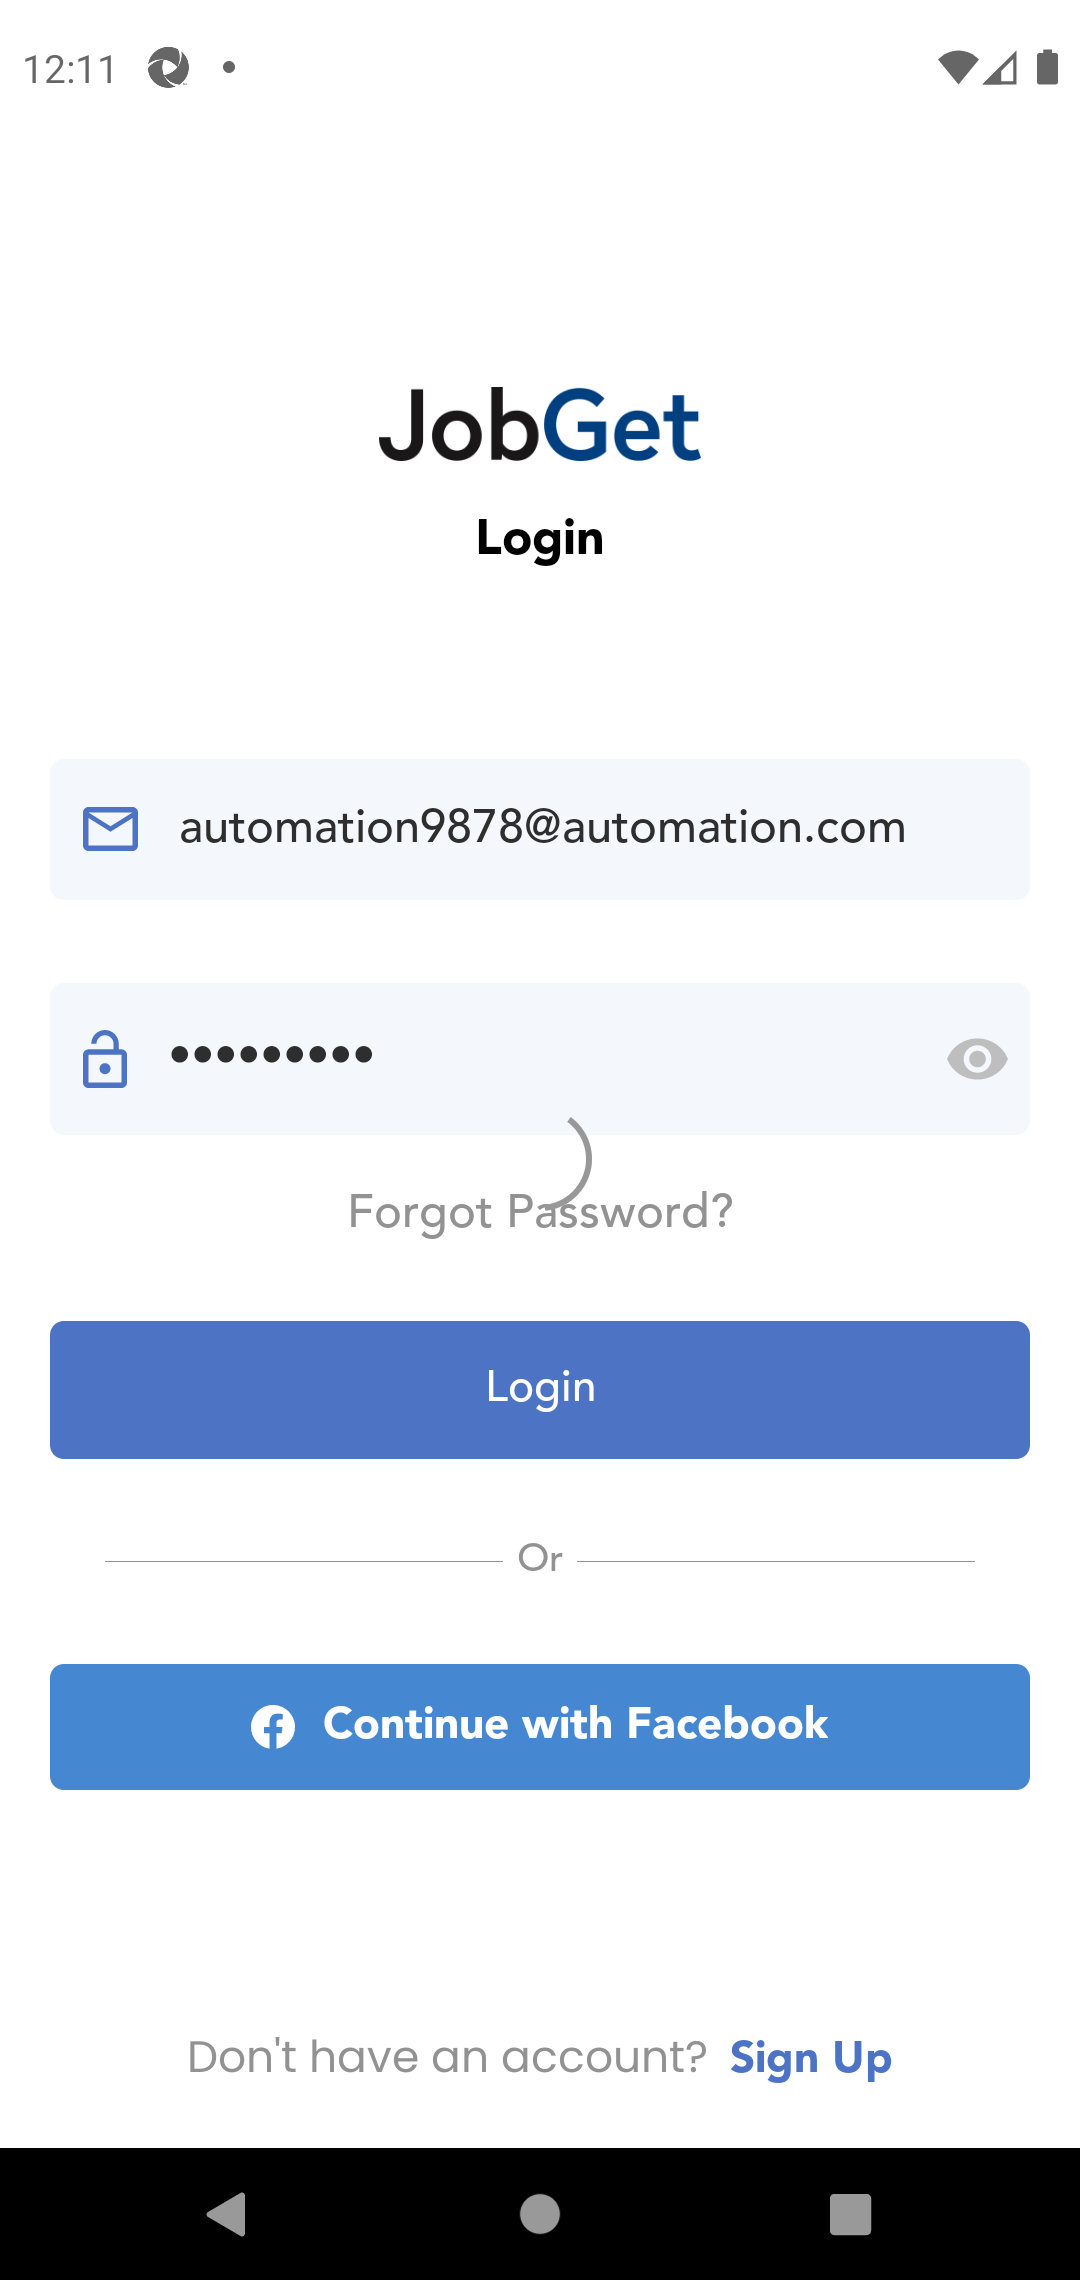 12:11
JobGet
Login
automation9878@automation.com
•••••••••
Forgot Password?
Login
Or
Continue with Facebook
Don't have an account? Sign Up